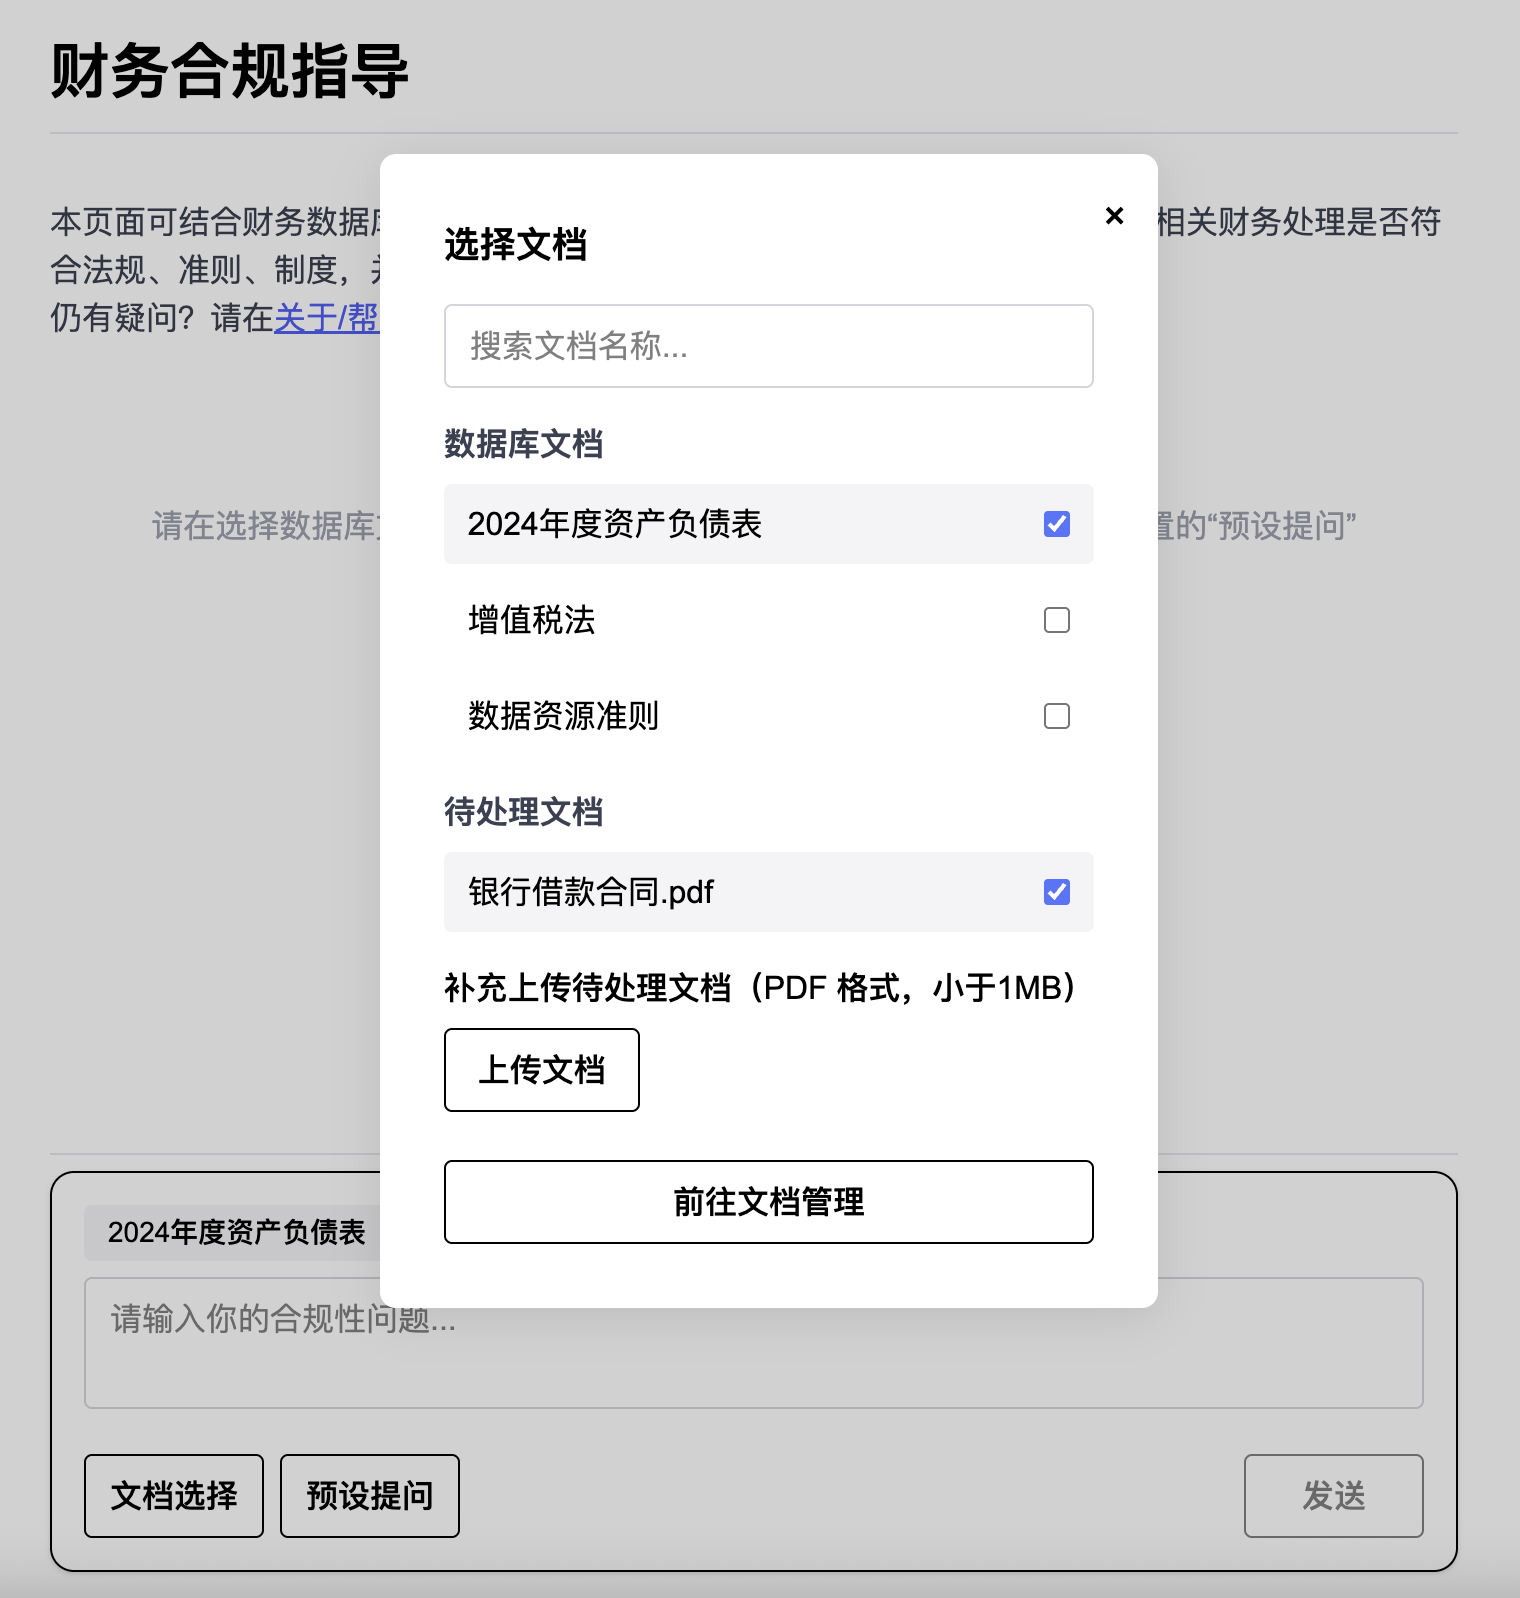 财务合规指导
本页面可结合财务数据
相关财务处理是否符
合法规、准则、制度，
仍有疑问？请在关于/帮
请在选择数据库
置的“预设提问”
×
选择文档
搜索文档名称...
数据库文档
2024年度资产负债表
增值税法
数据资源准则
待处理文档
银行借款合同.pdf
补充上传待处理文档（PDF 格式，小于1MB）
上传文档
前往文档管理
2024年度资产负债表
请输入你的合规性问题...
文档选择
预设提问
发送